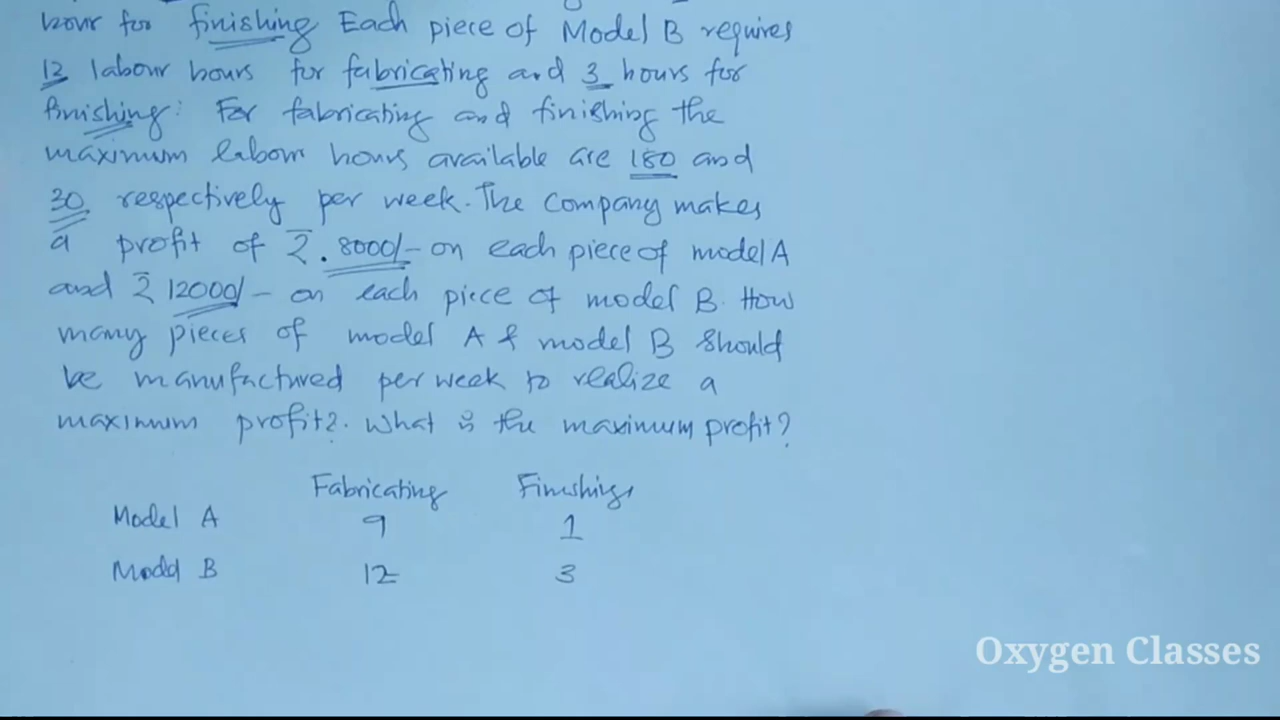 hour for finishing Each piece of Model B requires
12 labour hours for fabricating and 3 hours for
finishing. For fabricating and finishing the
maximum labour hours available are 180 and
30 respectively per week. The Company makes
a profit of ₹.8000/- on each piece of model A
and ₹ 12000/- on each piece of model B. How
many pieces of model A & model B should
be manufactured per week to realize a
maximum profit?. What is the maximum profit?
Fabricating Finishing
Model A 9 1
Model B 12 3
Oxygen Classes